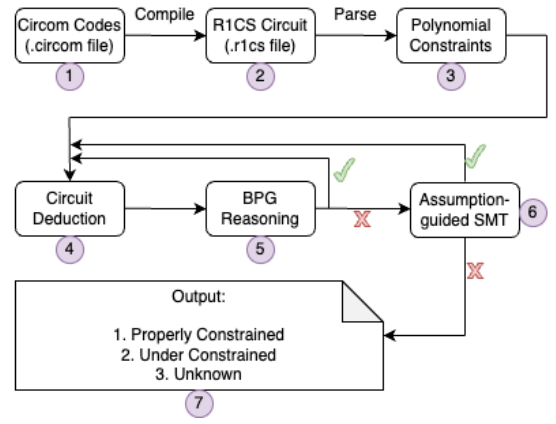 Circom Codes
(.circom file)
Compile
R1CS Circuit
(.r1cs file)
Parse
Polynomial
Constraints
1
2
3
Circuit
Deduction
BPG
Reasoning
Assumption-
guided SMT
6
4
5
Output:
1. Properly Constrained
2. Under Constrained
3. Unknown
7